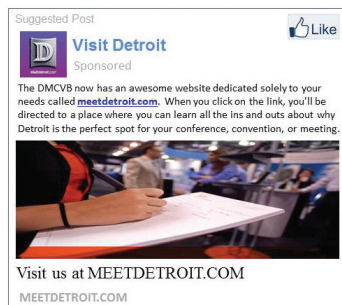 Suggested Post
Like
Visit Detroit
Sponsored
The DMCVB now has an awesome website dedicated solely to your
needs called meetdetroit.com. When you click on the link, you'll be
directed to a place where you can learn all the ins and outs about why
Detroit is the perfect spot for your conference, convention, or meeting.
Visit us at MEETDETROIT.COM
MEETDETROIT.COM